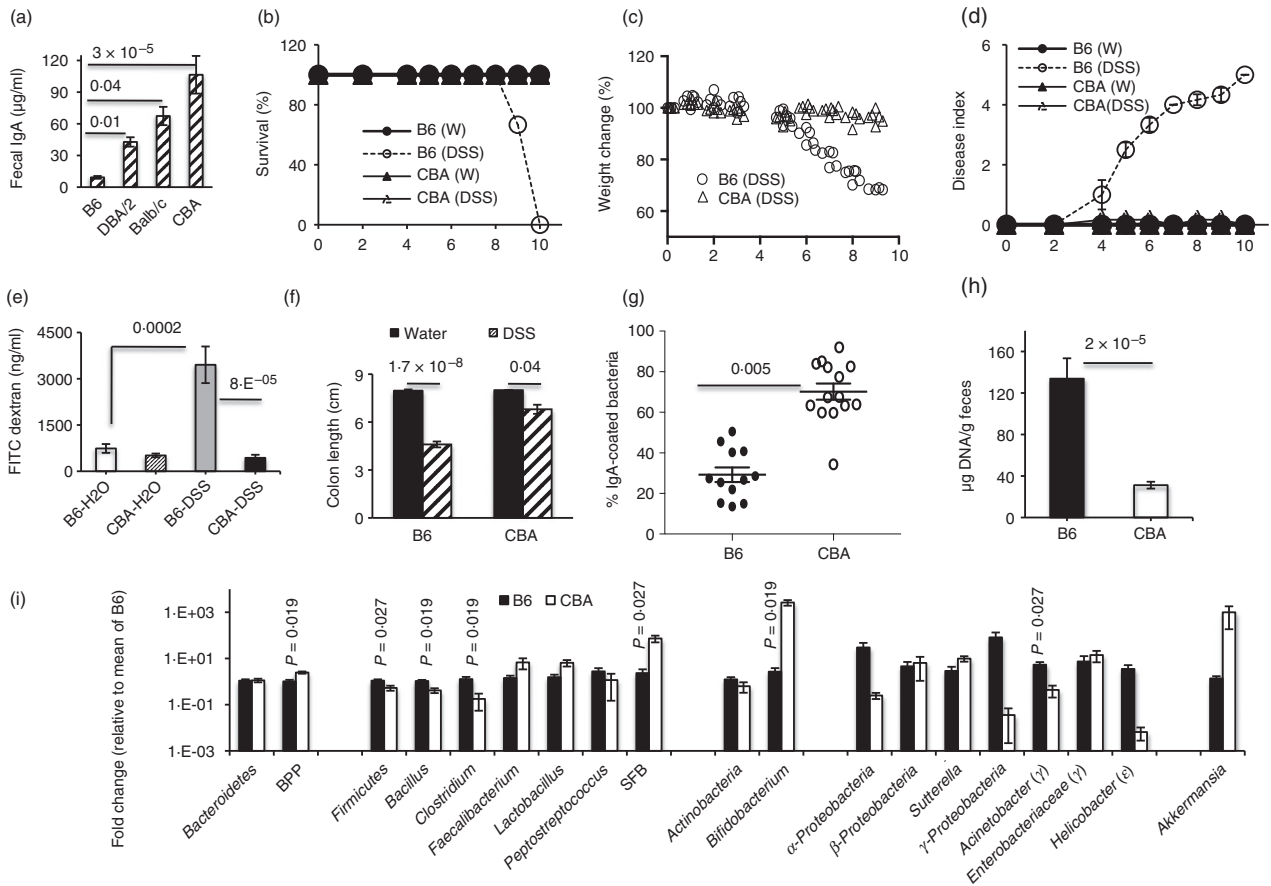 (a)
Fecal IgA (µg/ml)
120
90
60
30
0
3 × 10⁻⁵
0·04
0·01
B6
DBA/2
Balb/c
CBA
(b)
Survival (%)
120
80
40
0
B6 (W)
B6 (DSS)
CBA (W)
CBA (DSS)
0 2 4 6 8 10
(c)
Weight change (%)
120
100
80
60
B6 (DSS)
CBA (DSS)
0 2 4 6 8 10
(d)
Disease index
6
4
2
0
B6 (W)
B6 (DSS)
CBA (W)
CBA(DSS)
0 2 4 6 8 10
(e)
FITC dextran (ng/ml)
4500
3000
1500
0
0·0002
8·E−05
B6-H2O
CBA-H2O
B6-DSS
CBA-DSS
(f)
Water DSS
Colon length (cm)
9
6
3
0
1·7 × 10⁻⁸
0·04
B6 CBA
(g)
% IgA-coated bacteria
100
80
60
40
20
0
0·005
B6 CBA
(h)
µg DNA/g feces
160
120
80
40
0
2 × 10⁻⁵
B6 CBA
(i)
Fold change (relative to mean of B6)
1·E+03
1·E+01
1·E-01
1·E-03
B6 CBA
P = 0·019
P = 0·027
P = 0·019
P = 0·019
P = 0·027
P = 0·019
P = 0·027
Bacteroidetes
BPP
Firmicutes
Bacillus
Clostridium
Faecalibacterium
Lactobacillus
Peptostreptococcus
SFB
Actinobacteria
Bifidobacterium
α-Proteobacteria
β-Proteobacteria
Sutterella
γ-Proteobacteria
Acinetobacter (γ)
Enterobacteriaceae (γ)
Helicobacter (ε)
Akkermansia